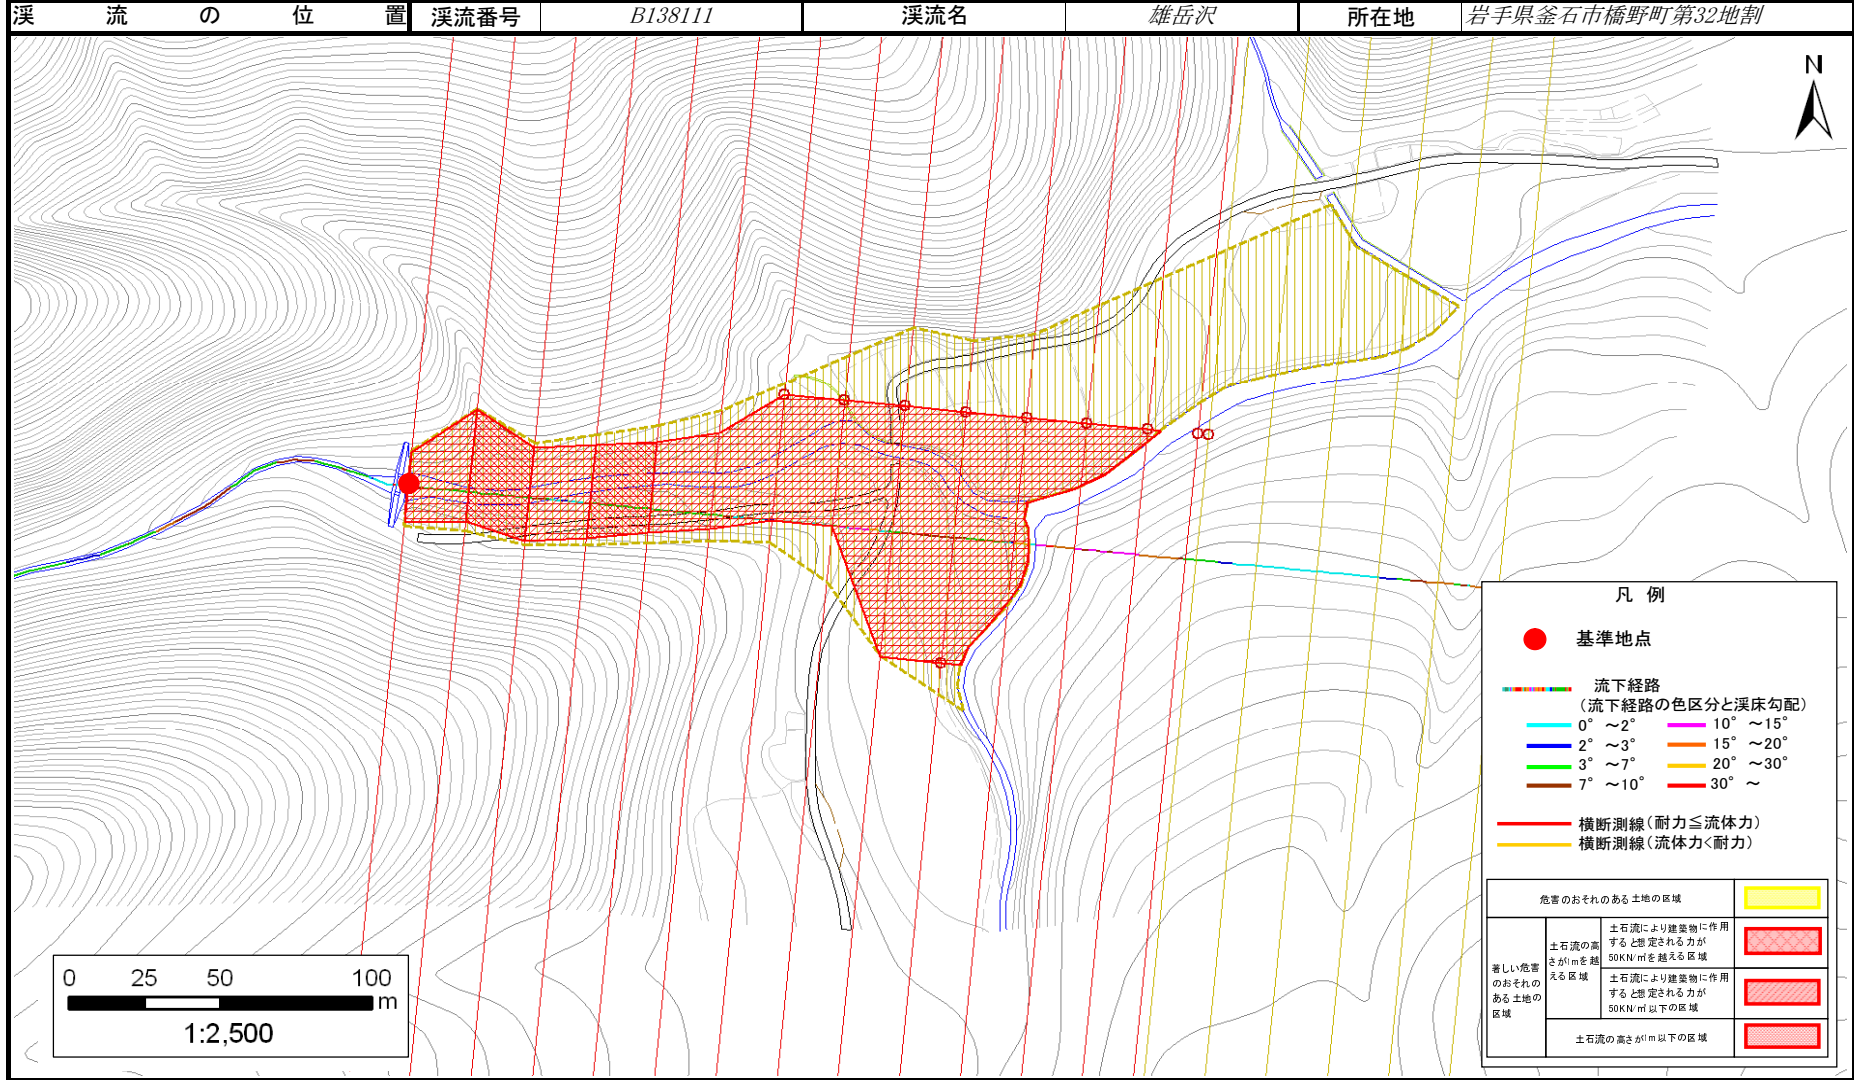 渓流の位置 渓流番号 B138111 渓流名 雄岳沢 所在地 岩手県釜石市橋野町第32地割
N
凡 例
基準地点
流下経路
(流下経路の色区分と渓床勾配)
0° ～2° 10° ～15°
2° ～3° 15° ～20°
3° ～7° 20° ～30°
7° ～10° 30° ～
横断測線(耐力≦流体力)
横断測線(流体力<耐力)
危害のおそれのある土地の区域
著しい危害
のおそれの
ある土地の
区域
土石流の高
さが1mを越
える区域
土石流により建築物に作用
すると想定される力が
50KN/㎡を越える区域
土石流により建築物に作用
すると想定される力が
50KN/㎡以下の区域
土石流の高さが1m以下の区域
0 25 50 100
m
1:2,500